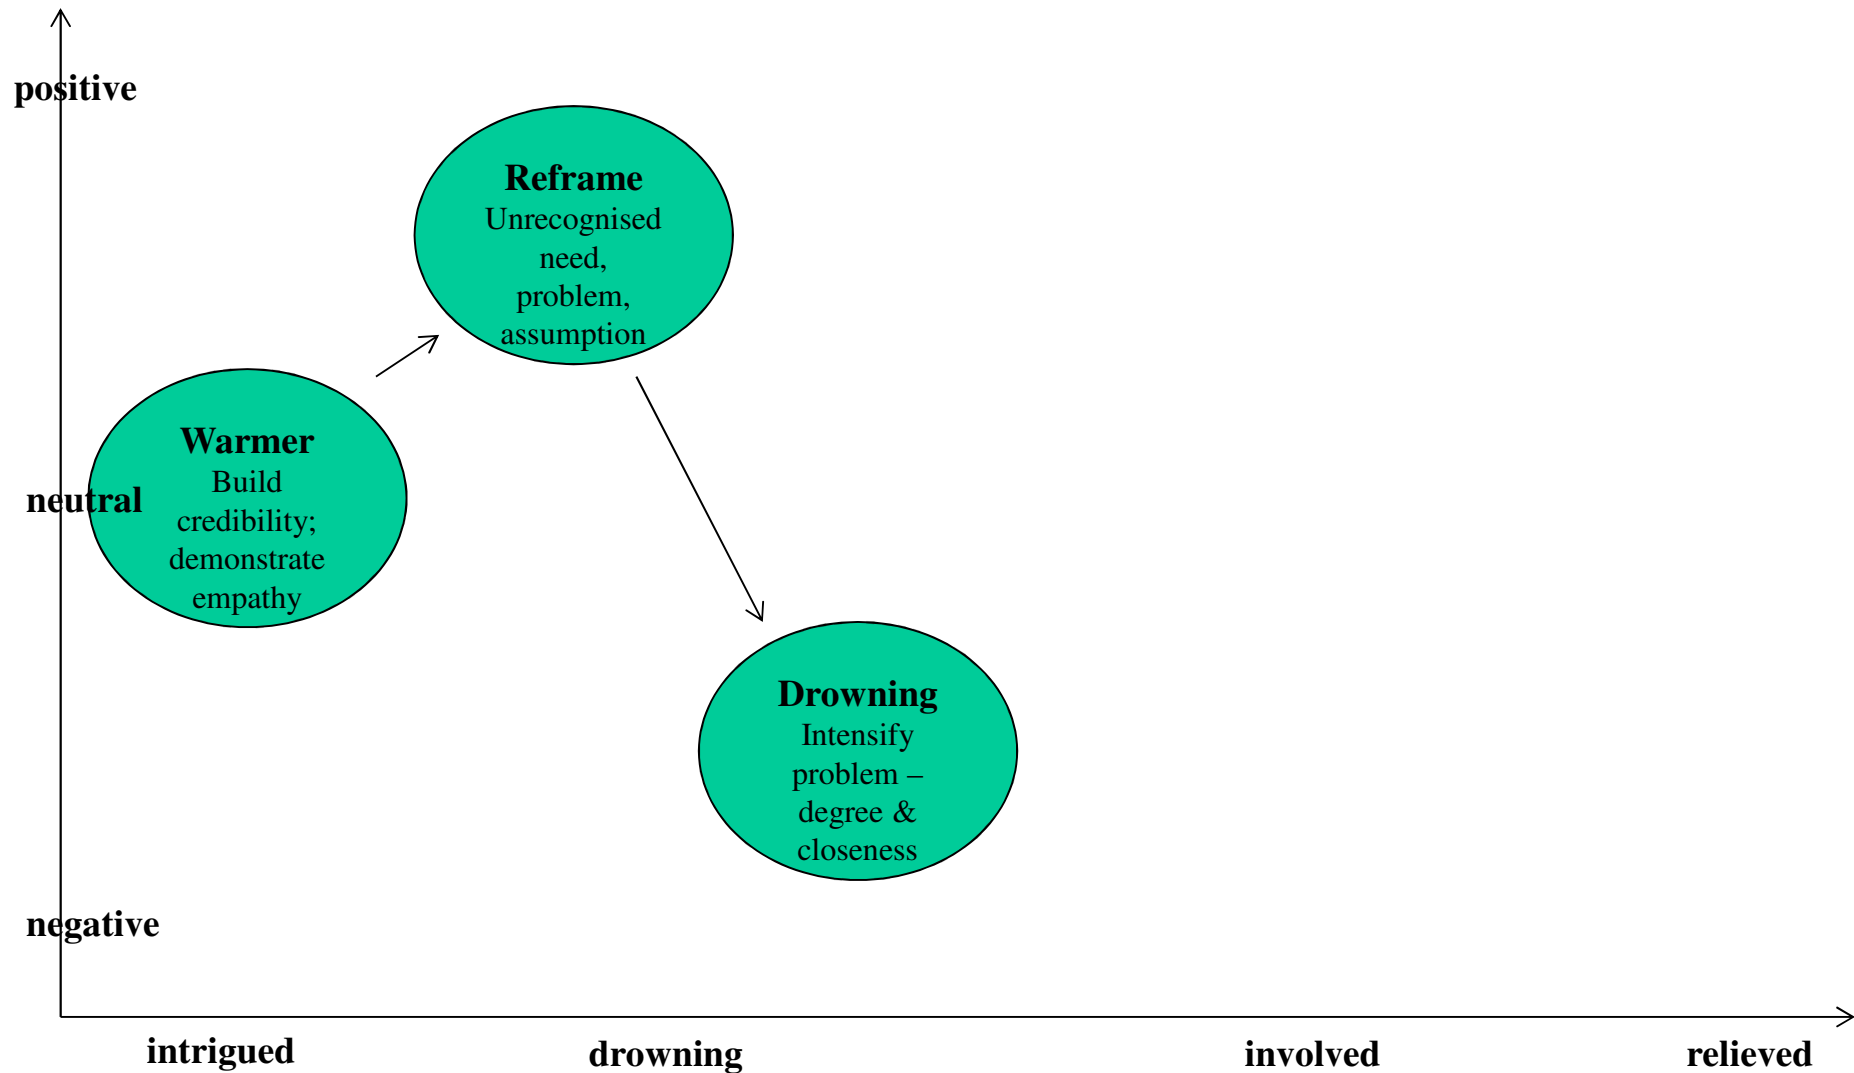 positive
Reframe
Unrecognised
need,
problem,
assumption
Warmer
Build
credibility;
demonstrate
empathy
neutral
Drowning
Intensify
problem –
degree &
closeness
negative
intrigued
drowning
involved
relieved